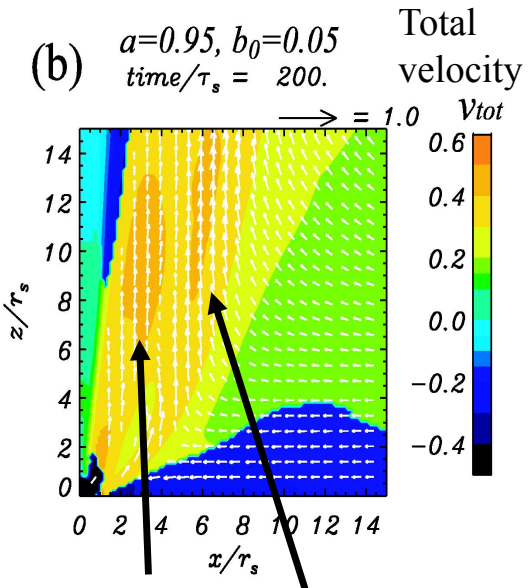 (b)
a=0.95, b₀=0.05
time/τₛ = 200.
Total
velocity
v_tot
= 1.0
0.6
0.4
0.2
0.0
−0.2
−0.4
z/rₛ
14
12
10
8
6
4
2
0
0 2 4 6 8 10 12 14
x/rₛ